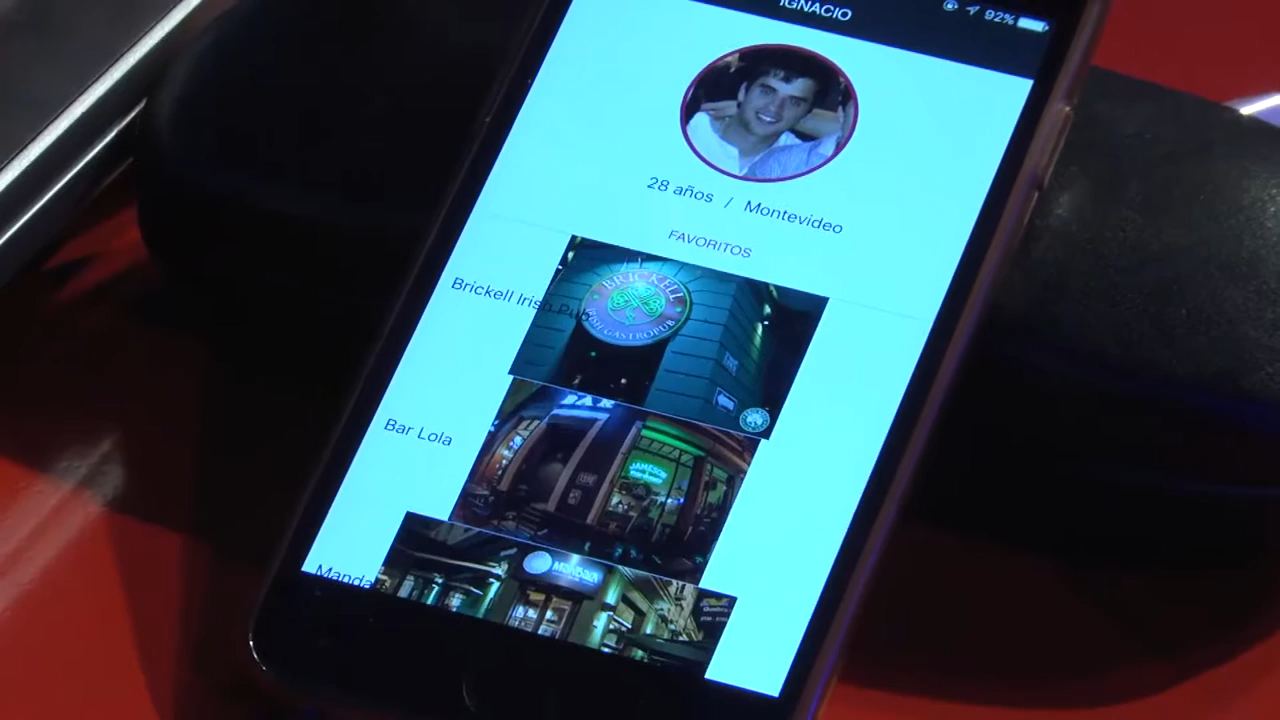 IGNACIO
92%
28 años / Montevideo
FAVORITOS
Brickell Irish Pub
BRICKELL
IRISH GASTROPUB
Bar Lola
BAR
JAMESON
Manda